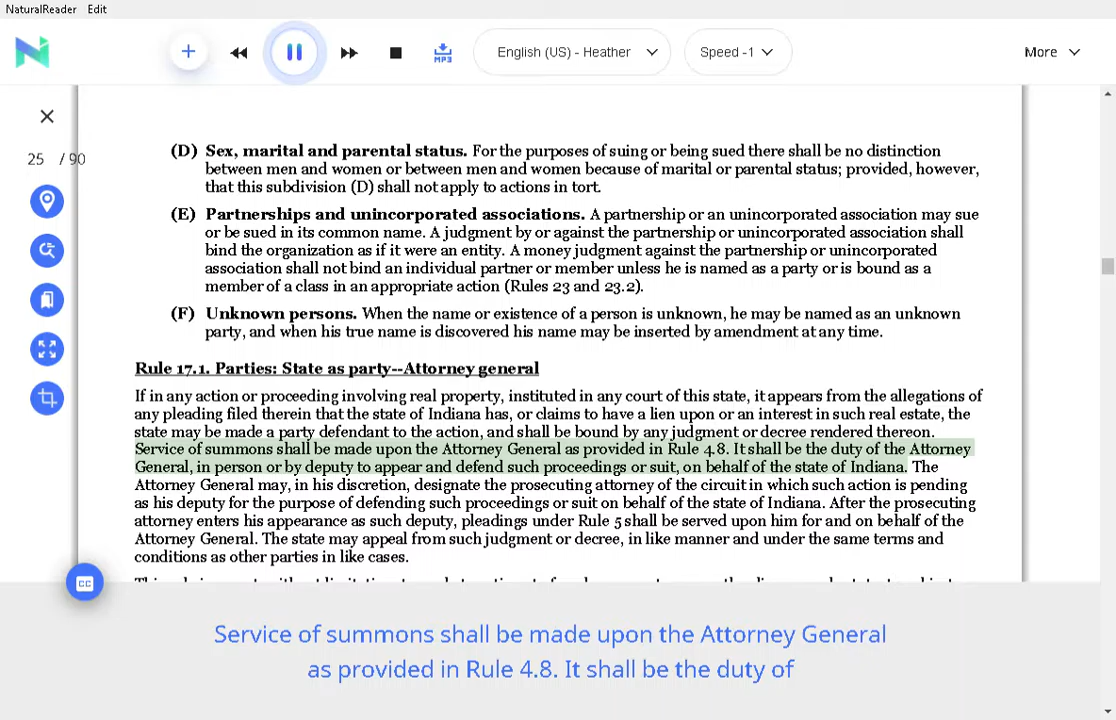 NaturalReader Edit
MP3
English (US) - Heather
Speed -1
More
25 / 90
(D) Sex, marital and parental status. For the purposes of suing or being sued there shall be no distinction
between men and women or between men and women because of marital or parental status; provided, however,
that this subdivision (D) shall not apply to actions in tort.
(E) Partnerships and unincorporated associations. A partnership or an unincorporated association may sue
or be sued in its common name. A judgment by or against the partnership or unincorporated association shall
bind the organization as if it were an entity. A money judgment against the partnership or unincorporated
association shall not bind an individual partner or member unless he is named as a party or is bound as a
member of a class in an appropriate action (Rules 23 and 23.2).
(F) Unknown persons. When the name or existence of a person is unknown, he may be named as an unknown
party, and when his true name is discovered his name may be inserted by amendment at any time.
Rule 17.1. Parties: State as party--Attorney general
If in any action or proceeding involving real property, instituted in any court of this state, it appears from the allegations of
any pleading filed therein that the state of Indiana has, or claims to have a lien upon or an interest in such real estate, the
state may be made a party defendant to the action, and shall be bound by any judgment or decree rendered thereon.
Service of summons shall be made upon the Attorney General as provided in Rule 4.8. It shall be the duty of the Attorney
General, in person or by deputy to appear and defend such proceedings or suit, on behalf of the state of Indiana. The
Attorney General may, in his discretion, designate the prosecuting attorney of the circuit in which such action is pending
as his deputy for the purpose of defending such proceedings or suit on behalf of the state of Indiana. After the prosecuting
attorney enters his appearance as such deputy, pleadings under Rule 5 shall be served upon him for and on behalf of the
Attorney General. The state may appeal from such judgment or decree, in like manner and under the same terms and
conditions as other parties in like cases.
CC
Service of summons shall be made upon the Attorney General
as provided in Rule 4.8. It shall be the duty of